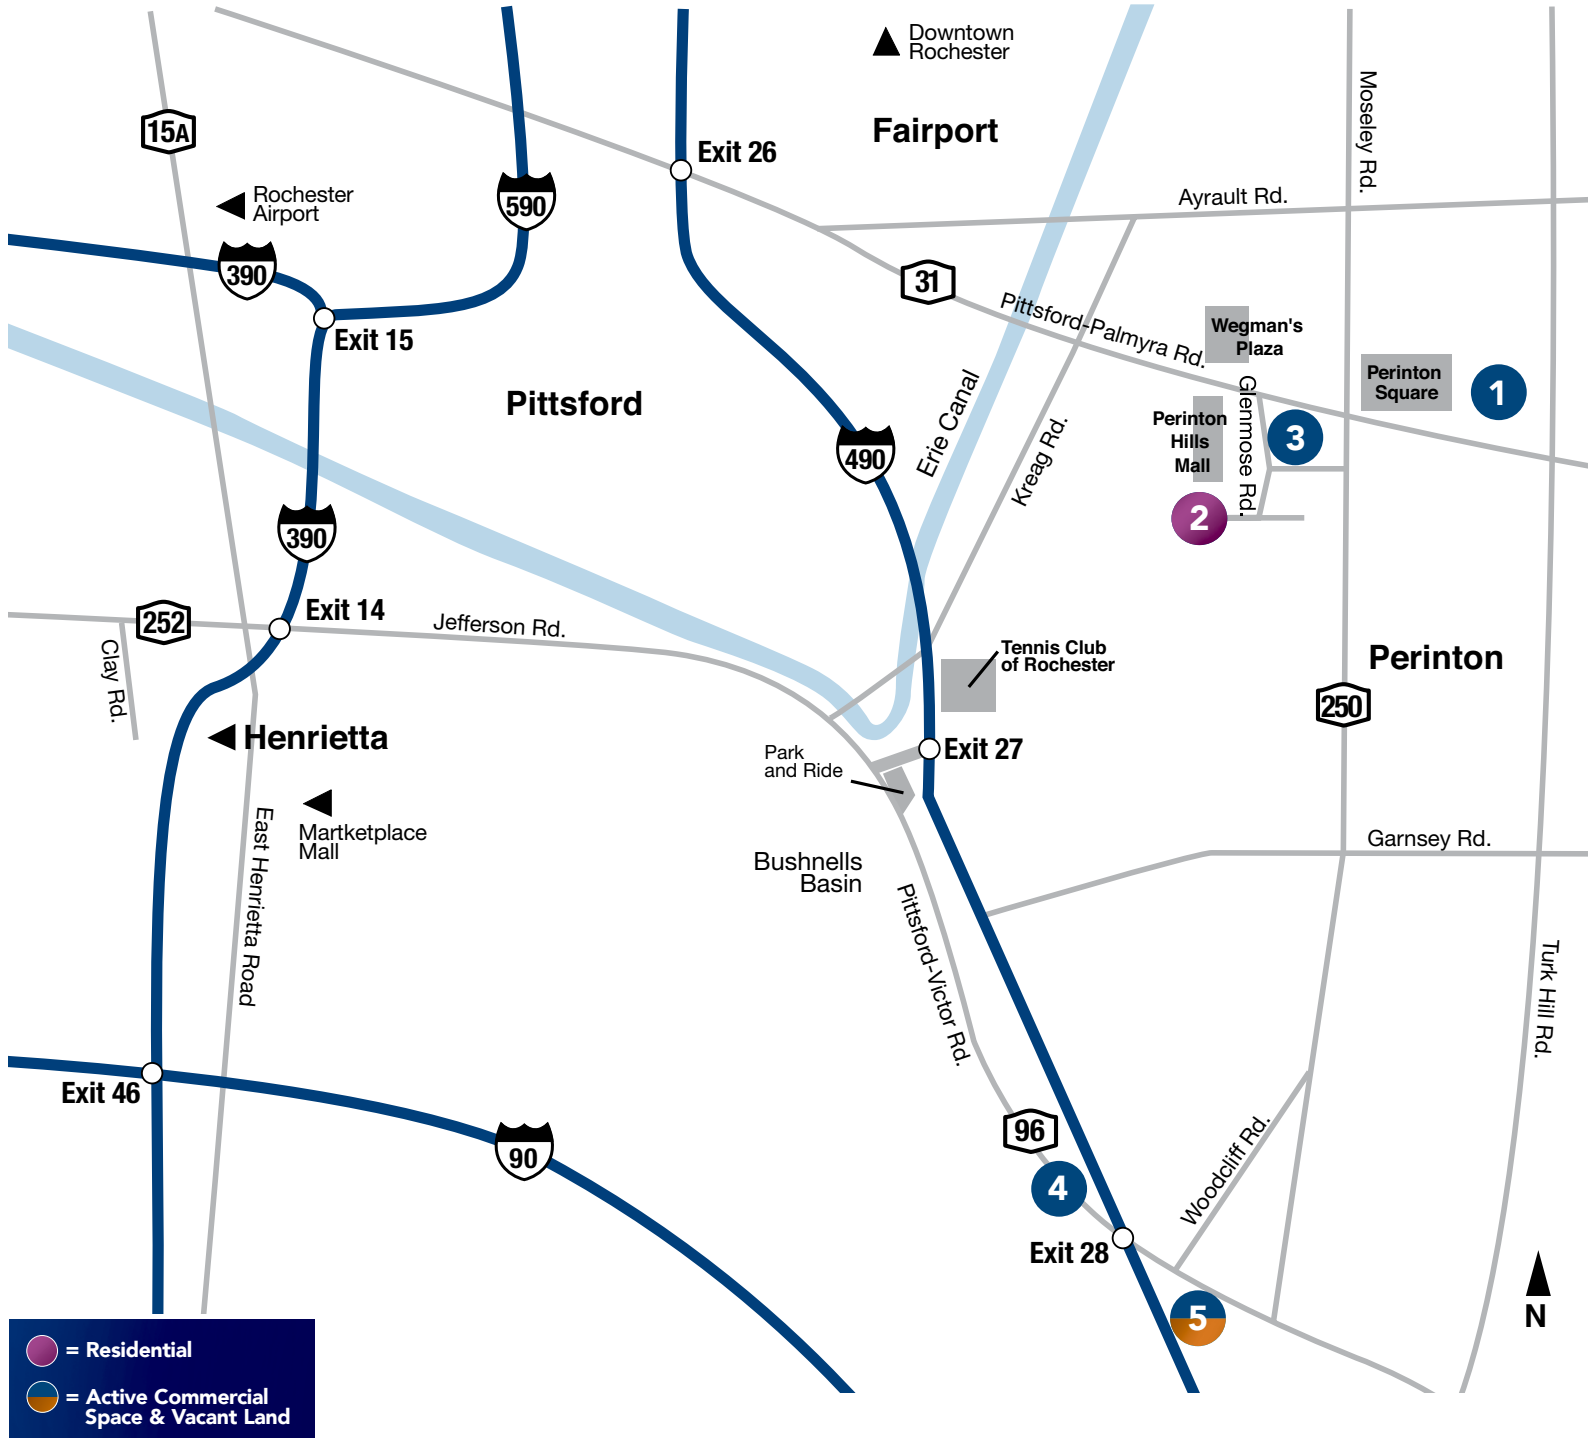 Downtown
Rochester
Fairport
Moseley Rd.
15A
Exit 26
Rochester
Airport
590
Ayrault Rd.
390
31
Exit 15
Pittsford-Palmyra Rd.
Wegman's
Plaza
Pittsford
Perinton
Square
1
Erie Canal
Kreag Rd.
Perinton
Hills
Mall
Glenmose Rd.
3
490
2
390
252
Exit 14
Jefferson Rd.
Clay Rd.
Tennis Club
of Rochester
Perinton
250
Henrietta
Park
and Ride
Exit 27
East Henrietta Road
Martketplace
Mall
Garnsey Rd.
Bushnells
Basin
Pittsford-Victor Rd.
Turk Hill Rd.
Exit 46
90
96
Woodcliff Rd.
4
Exit 28
5
N
= Residential
= Active Commercial
Space & Vacant Land